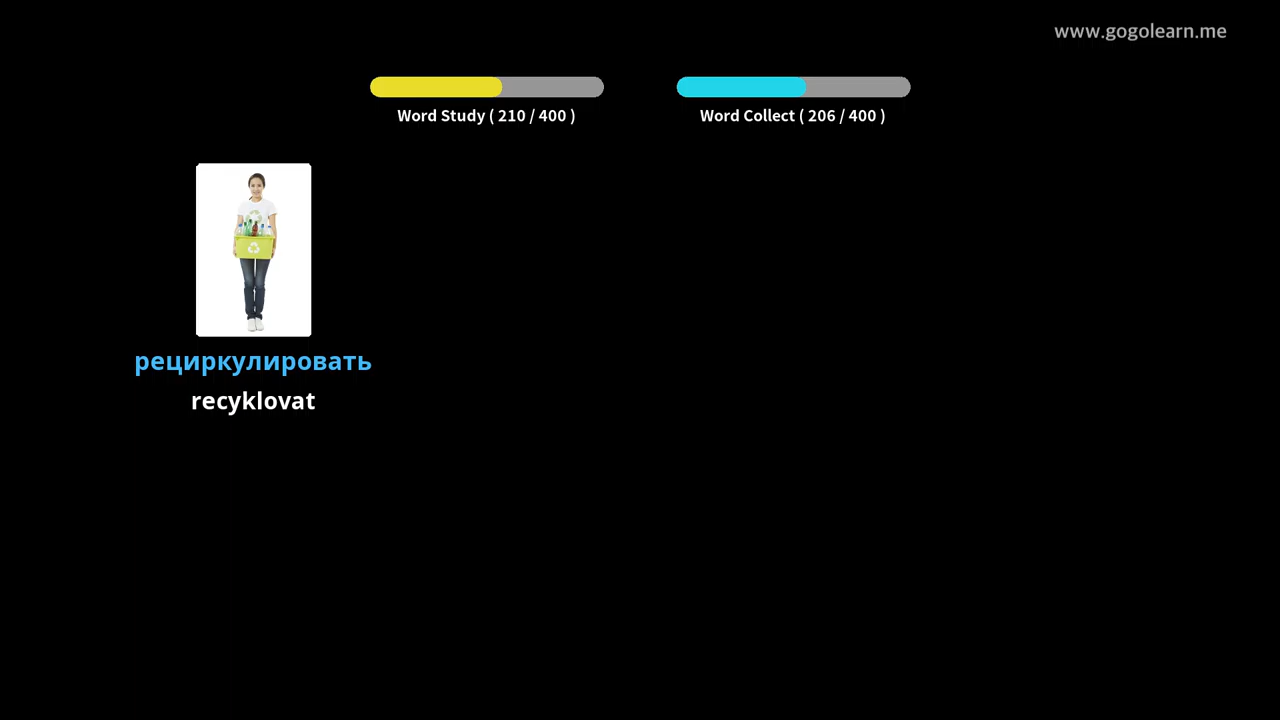 www.gogolearn.me
Word Study ( 210 / 400 )
Word Collect ( 206 / 400 )
рециркулировать
recyklovat